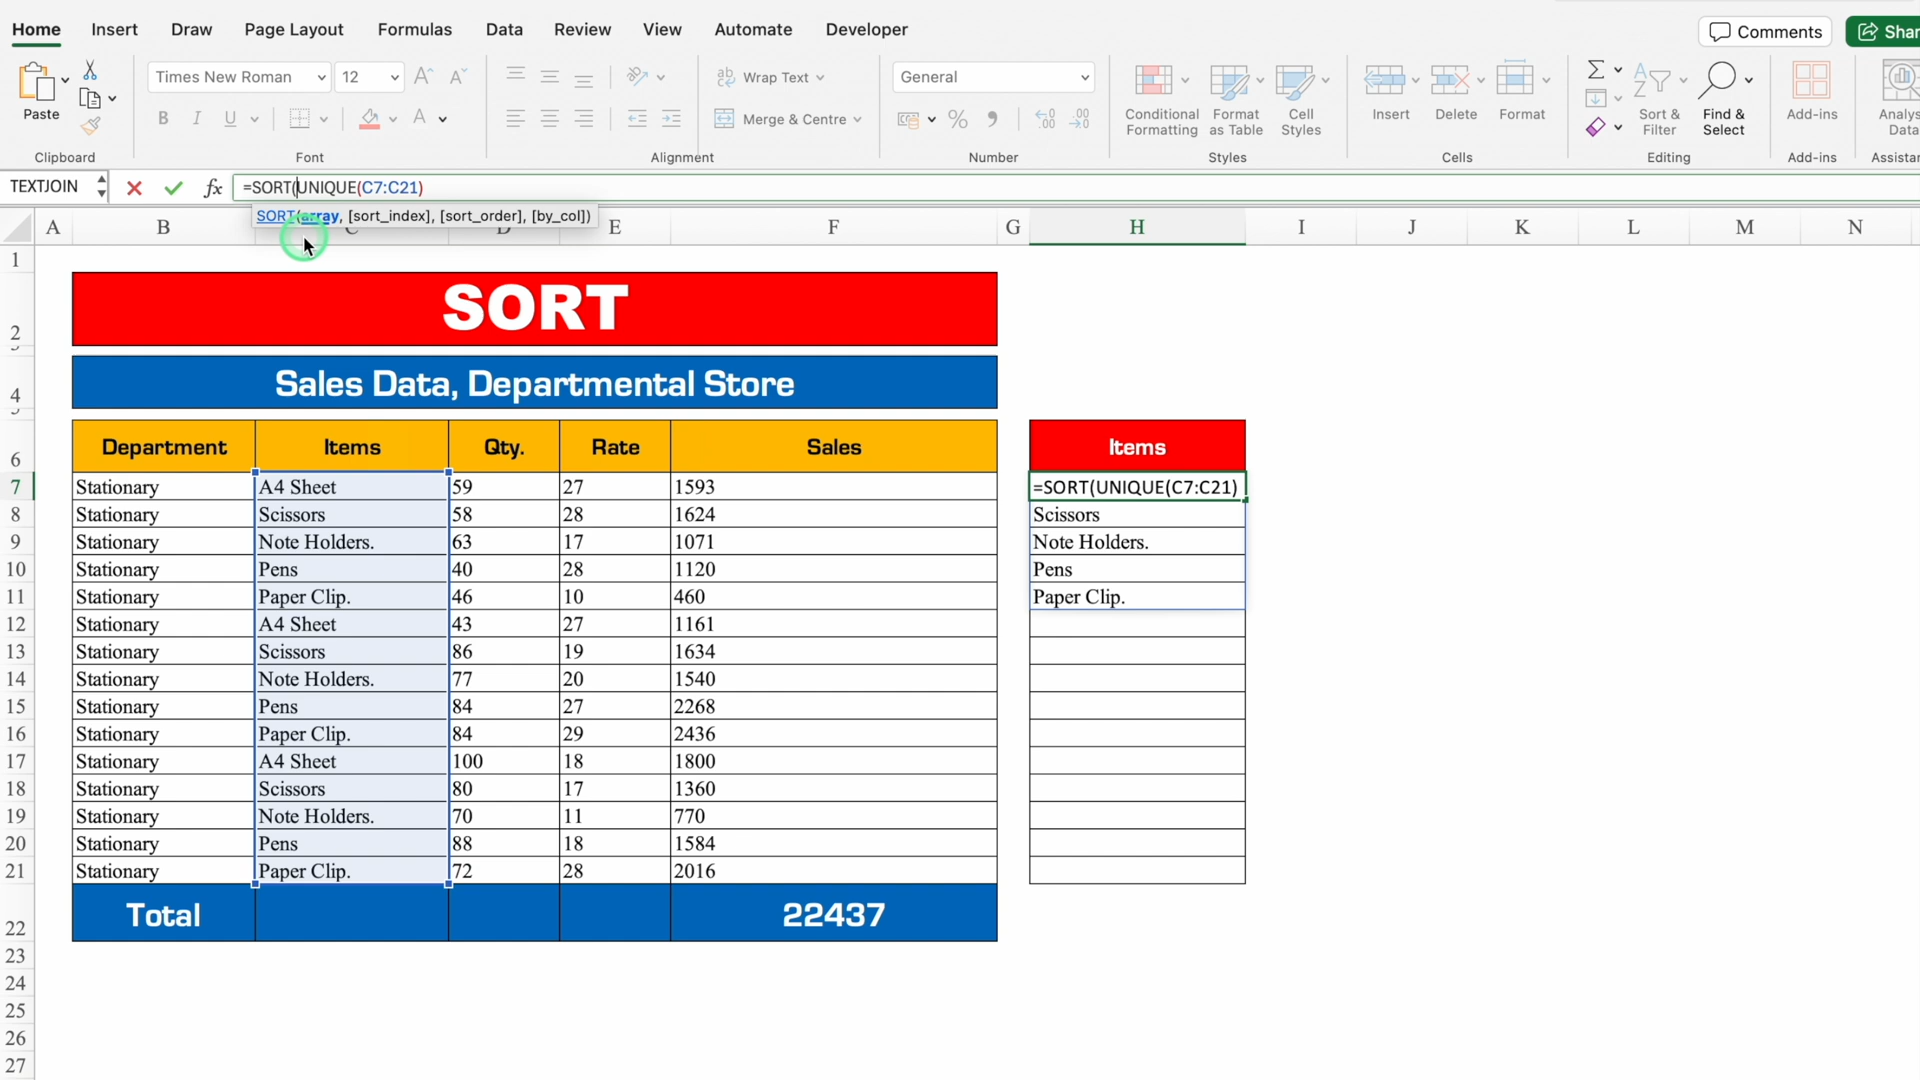 Home Insert Draw Page Layout Formulas Data Review View Automate Developer Comments Shar
Times New Roman 12 Wrap Text General
Paste B I U A Merge & Centre % Conditional Formatting Format as Table Cell Styles Insert Delete Format Sort & Filter Find & Select Add-ins Analys Data
Clipboard Font Alignment Number Styles Cells Editing Add-ins Assistan
TEXTJOIN fx =SORT(UNIQUE(C7:C21)
SORT(array, [sort_index], [sort_order], [by_col])
A B C D E F G H I J K L M N
1
2 SORT
4 Sales Data, Departmental Store
6 Department Items Qty. Rate Sales Items
7 Stationary A4 Sheet 59 27 1593 =SORT(UNIQUE(C7:C21)
8 Stationary Scissors 58 28 1624 Scissors
9 Stationary Note Holders. 63 17 1071 Note Holders.
10 Stationary Pens 40 28 1120 Pens
11 Stationary Paper Clip. 46 10 460 Paper Clip.
12 Stationary A4 Sheet 43 27 1161
13 Stationary Scissors 86 19 1634
14 Stationary Note Holders. 77 20 1540
15 Stationary Pens 84 27 2268
16 Stationary Paper Clip. 84 29 2436
17 Stationary A4 Sheet 100 18 1800
18 Stationary Scissors 80 17 1360
19 Stationary Note Holders. 70 11 770
20 Stationary Pens 88 18 1584
21 Stationary Paper Clip. 72 28 2016
22 Total 22437
23
24
25
26
27